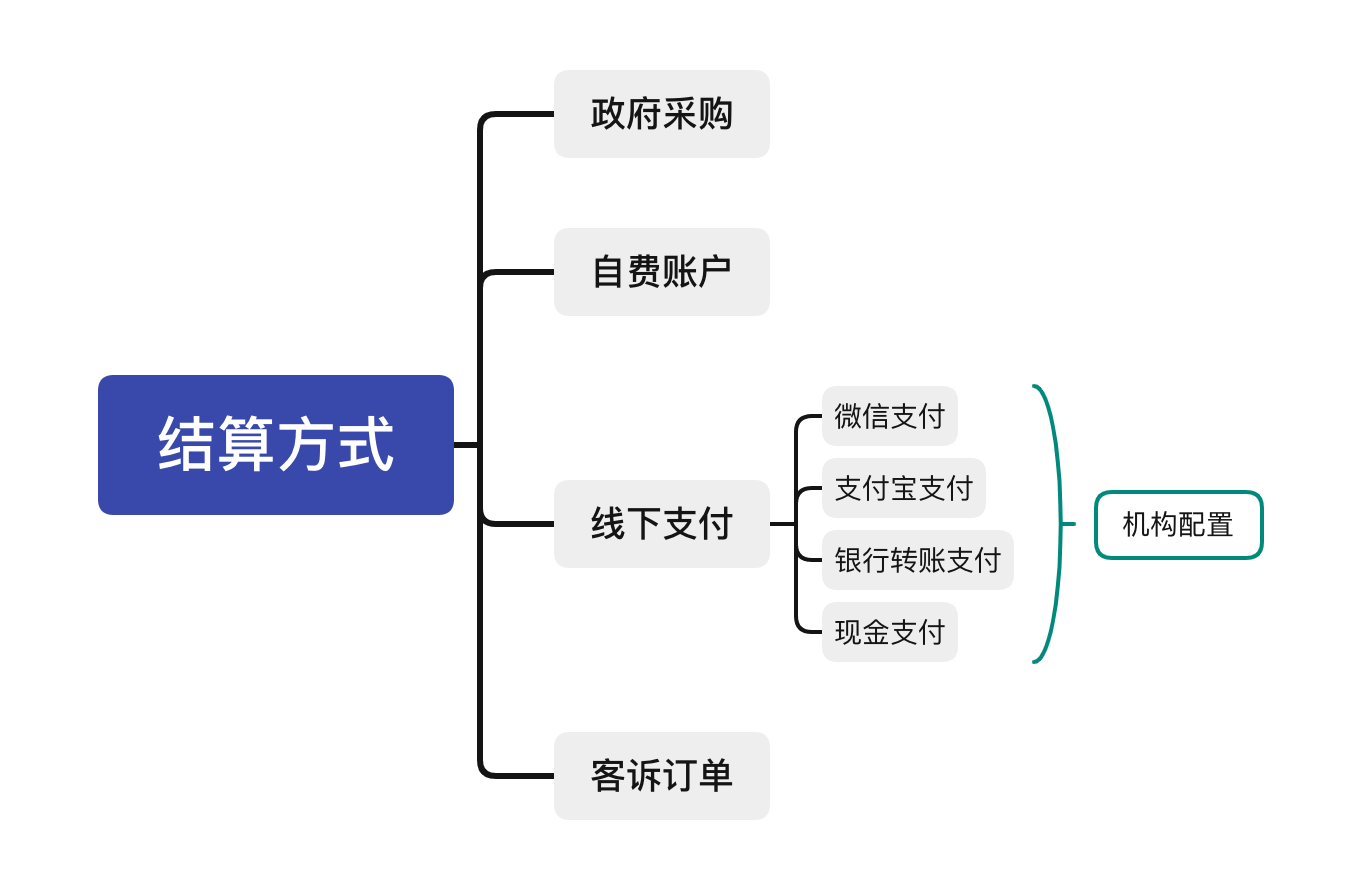 结算方式
政府采购
自费账户
线下支付
微信支付
支付宝支付
银行转账支付
现金支付
机构配置
客诉订单